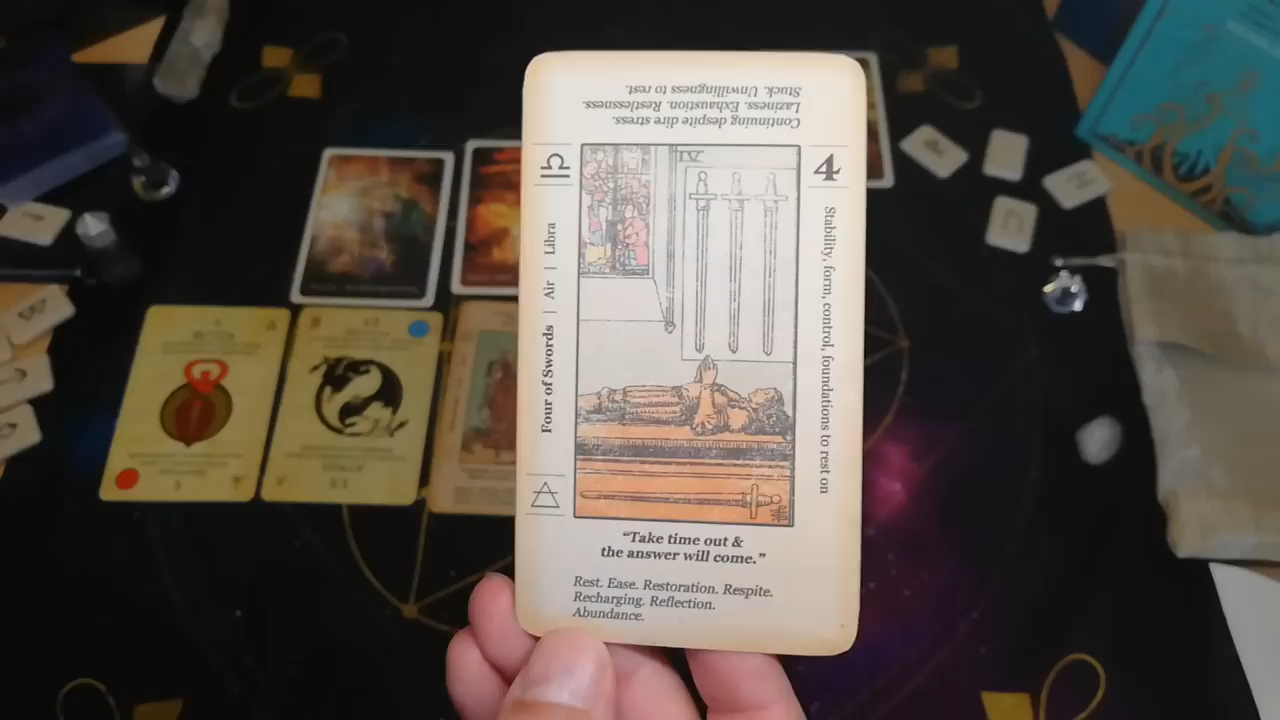 Continuing despite dire stress.
Laziness. Exhaustion. Restlessness.
Stuck. Unwillingness to rest.
4
Stability, form, control, foundations to rest on
Four of Swords | Air | Libra
IV
"Take time out &
the answer will come."
Rest. Ease. Restoration. Respite.
Recharging. Reflection.
Abundance.